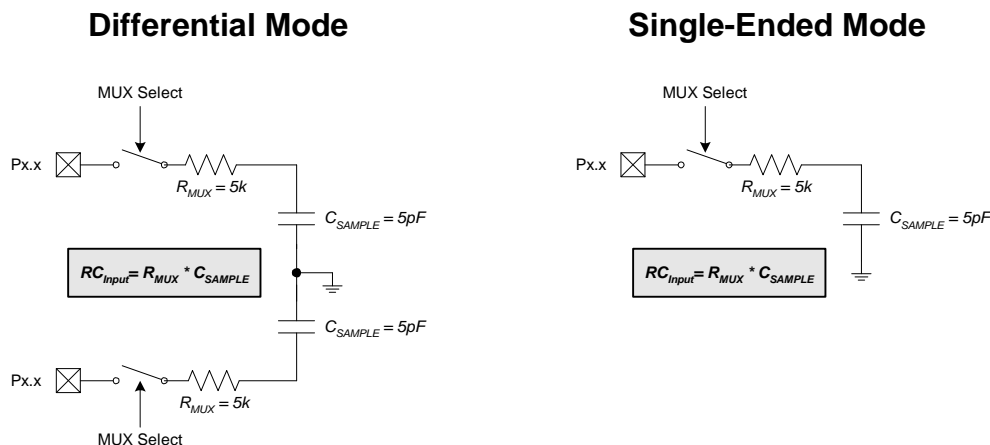 Differential Mode
MUX Select
Px.x
R_MUX = 5k
C_SAMPLE = 5pF
RC_Input= R_MUX * C_SAMPLE
C_SAMPLE = 5pF
Px.x
R_MUX = 5k
MUX Select
Single-Ended Mode
MUX Select
Px.x
R_MUX = 5k
C_SAMPLE = 5pF
RC_Input= R_MUX * C_SAMPLE